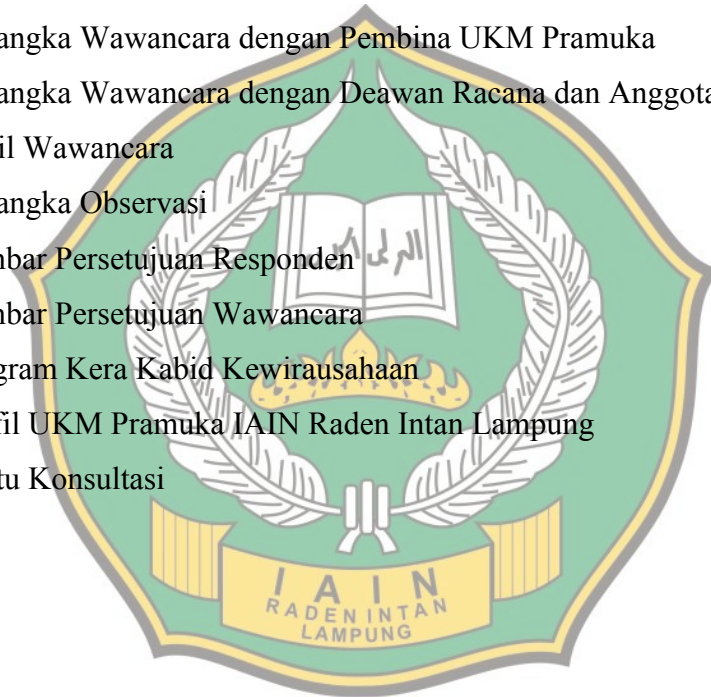 angka Wawancara dengan Pembina UKM Pramuka
angka Wawancara dengan Deawan Racana dan Anggota
il Wawancara
angka Observasi
nbar Persetujuan Responden
nbar Persetujuan Wawancara
gram Kera Kabid Kewirausahaan
fil UKM Pramuka IAIN Raden Intan Lampung
tu Konsultasi
IAIN
RADEN INTAN
LAMPUNG